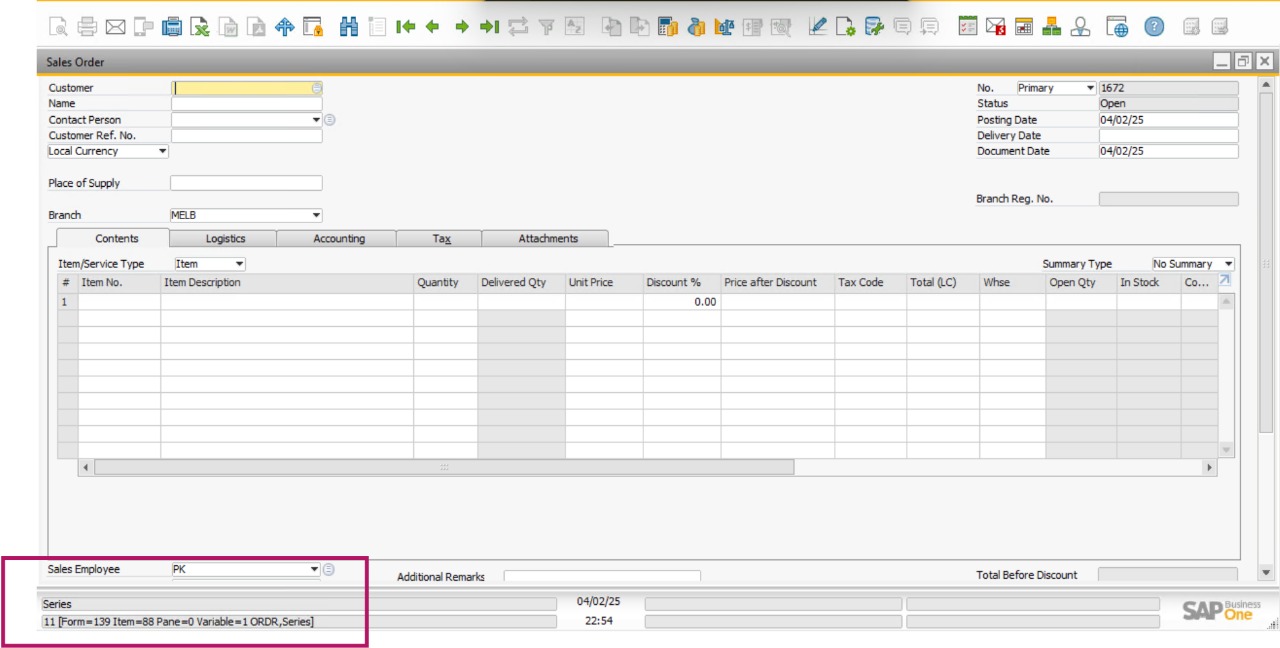 Sales Order
Customer
Name
Contact Person
Customer Ref. No.
Local Currency
Place of Supply
Branch MELB
No. Primary 1672
Status Open
Posting Date 04/02/25
Delivery Date
Document Date 04/02/25
Branch Reg. No.
Contents Logistics Accounting Tax Attachments
Item/Service Type Item Summary Type No Summary
# Item No. Item Description Quantity Delivered Qty Unit Price Discount % Price after Discount Tax Code Total (LC) Whse Open Qty In Stock Co...
1 0.00
Sales Employee PK Additional Remarks Total Before Discount
Series 04/02/25
11 [Form=139 Item=88 Pane=0 Variable=1 ORDR,Series] 22:54
SAP Business One